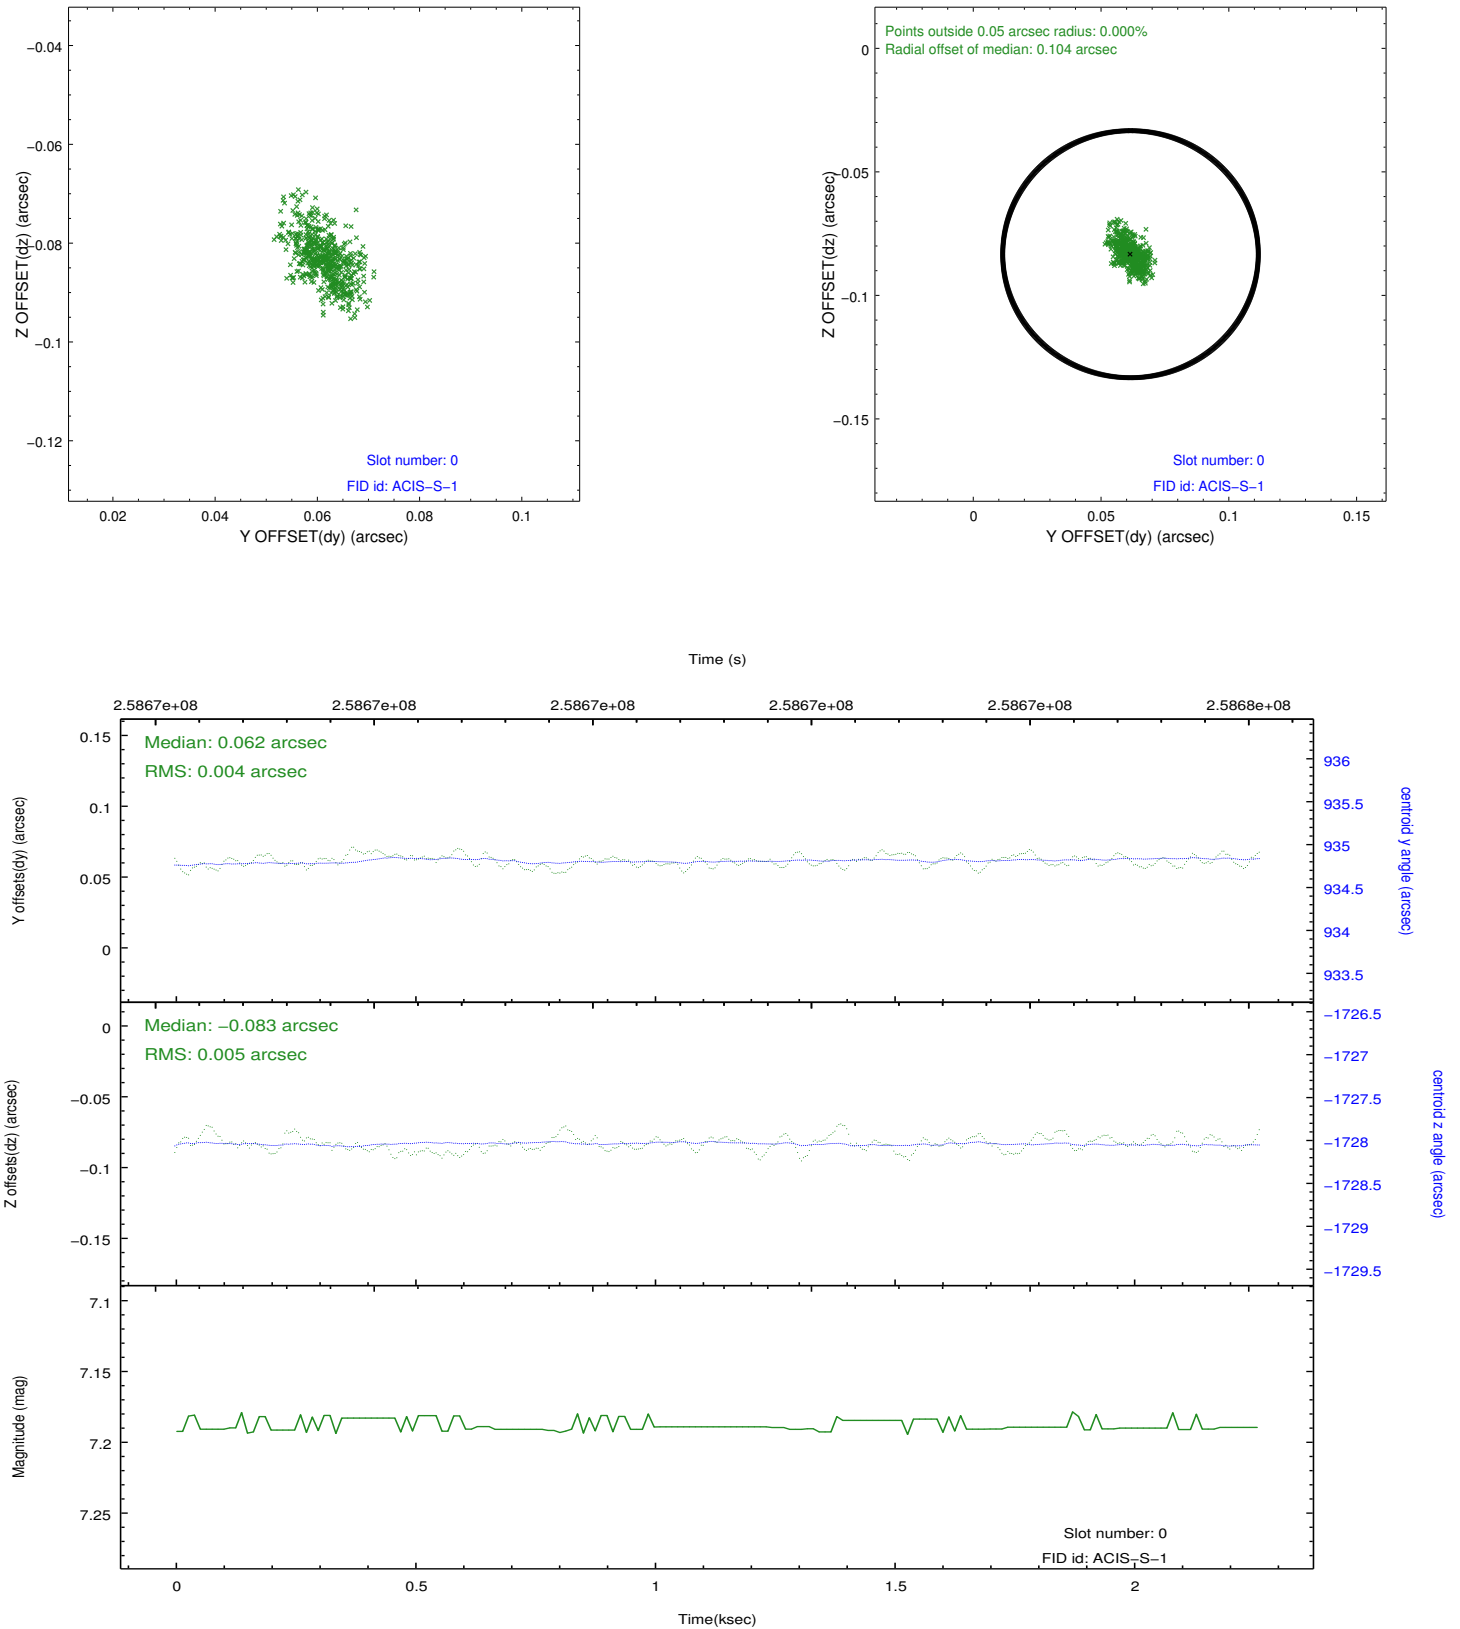 −0.04
−0.06
−0.08
−0.1
−0.12
Z OFFSET(dz) (arcsec)
Slot number: 0
FID id: ACIS−S−1
0.02 0.04 0.06 0.08 0.1
Y OFFSET(dy) (arcsec)
Points outside 0.05 arcsec radius: 0.000%
Radial offset of median: 0.104 arcsec
0
−0.05
−0.1
−0.15
Z OFFSET(dz) (arcsec)
Slot number: 0
FID id: ACIS−S−1
0 0.05 0.1 0.15
Y OFFSET(dy) (arcsec)
Time (s)
2.5867e+08 2.5867e+08 2.5867e+08 2.5867e+08 2.5867e+08 2.5868e+08
Median: 0.062 arcsec
RMS: 0.004 arcsec
0.15
0.1
0.05
0
Y offsets(dy) (arcsec)
936
935.5
935
934.5
934
933.5
centroid y angle (arcsec)
Median: −0.083 arcsec
RMS: 0.005 arcsec
0
−0.05
−0.1
−0.15
Z offsets(dz) (arcsec)
−1726.5
−1727
−1727.5
−1728
−1728.5
−1729
−1729.5
centroid z angle (arcsec)
7.1
7.15
7.2
7.25
Magnitude (mag)
Slot number: 0
FID id: ACIS−S−1
0 0.5 1 1.5 2
Time(ksec)